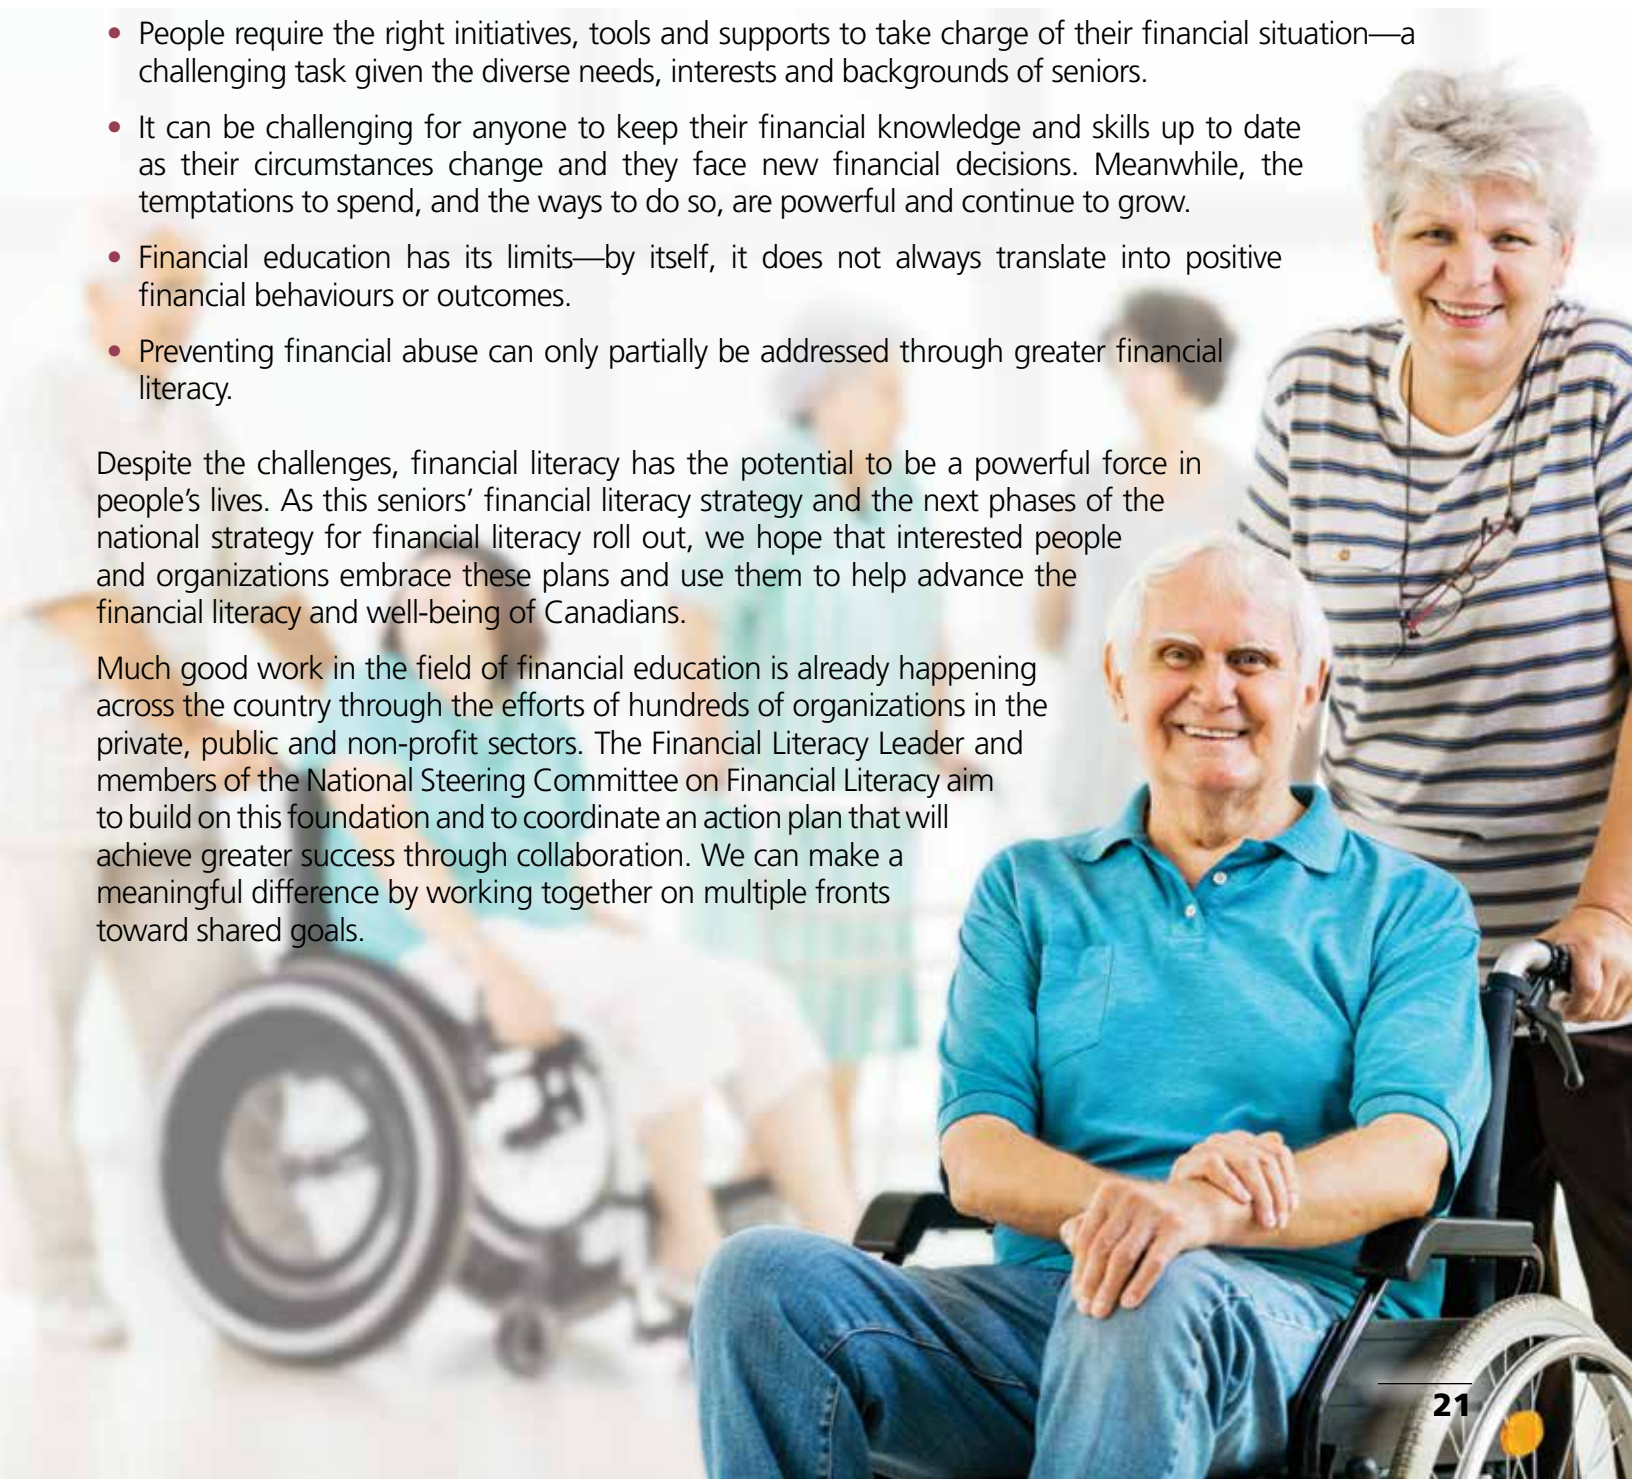 • People require the right initiatives, tools and supports to take charge of their financial situation—a
challenging task given the diverse needs, interests and backgrounds of seniors.
• It can be challenging for anyone to keep their financial knowledge and skills up to date
as their circumstances change and they face new financial decisions. Meanwhile, the
temptations to spend, and the ways to do so, are powerful and continue to grow.
• Financial education has its limits—by itself, it does not always translate into positive
financial behaviours or outcomes.
• Preventing financial abuse can only partially be addressed through greater financial
literacy.
Despite the challenges, financial literacy has the potential to be a powerful force in
people’s lives. As this seniors’ financial literacy strategy and the next phases of the
national strategy for financial literacy roll out, we hope that interested people
and organizations embrace these plans and use them to help advance the
financial literacy and well-being of Canadians.
Much good work in the field of financial education is already happening
across the country through the efforts of hundreds of organizations in the
private, public and non-profit sectors. The Financial Literacy Leader and
members of the National Steering Committee on Financial Literacy aim
to build on this foundation and to coordinate an action plan that will
achieve greater success through collaboration. We can make a
meaningful difference by working together on multiple fronts
toward shared goals.
21